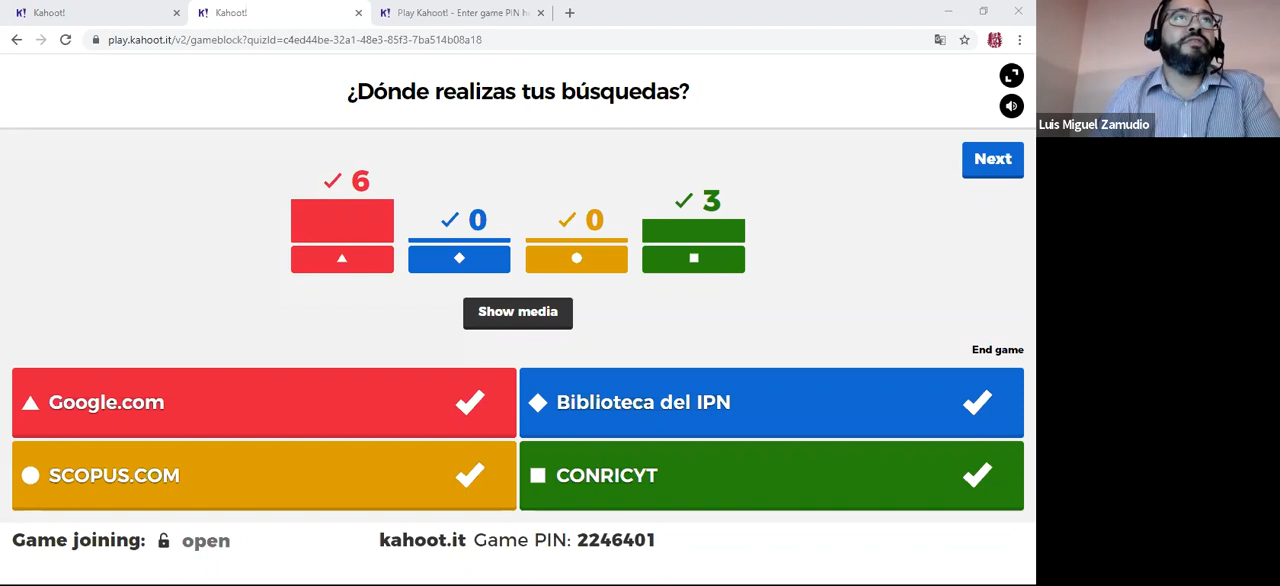 Kahoot!
Kahoot!
Play Kahoot! - Enter game PIN h
play.kahoot.it/v2/gameblock?quizId=c4ed44be-32a1-48e3-85f3-7ba514b08a18
Luis Miguel Zamudio
¿Dónde realizas tus búsquedas?
Next
6
0
0
3
Show media
End game
Google.com
Biblioteca del IPN
SCOPUS.COM
CONRICYT
Game joining: open
kahoot.it Game PIN: 2246401